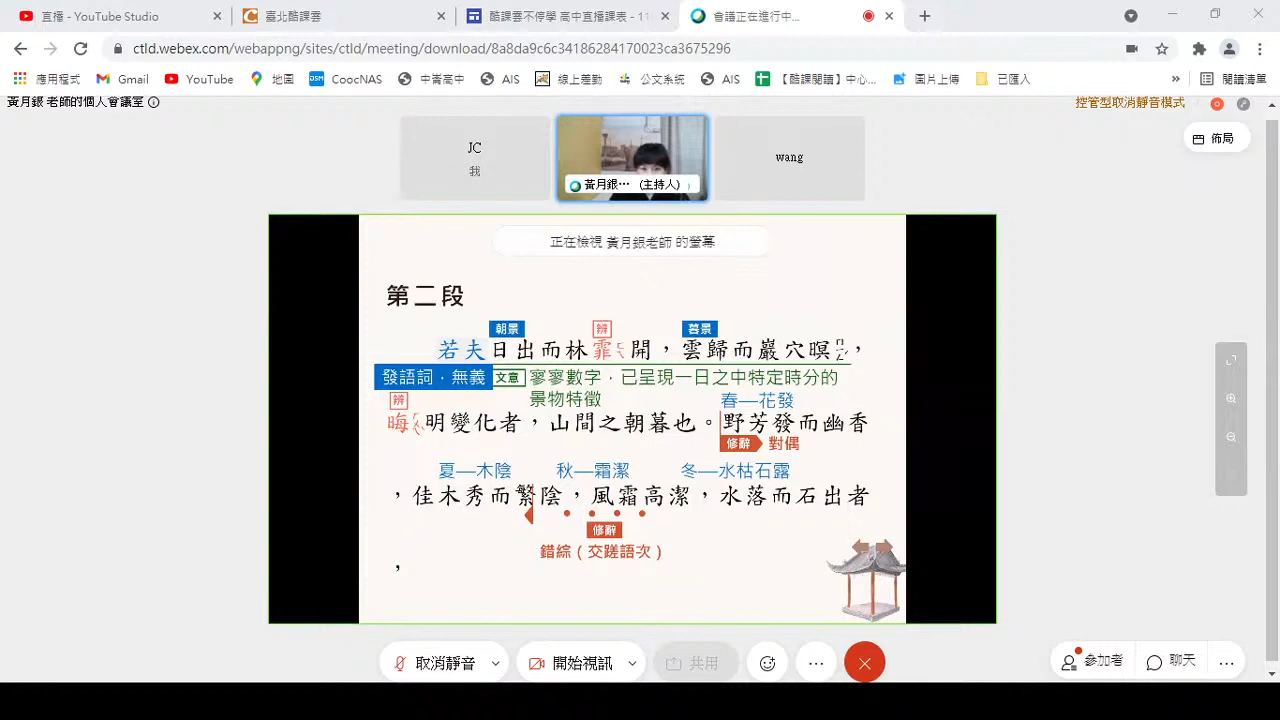 直播 - YouTube Studio
臺北酷課雲
酷課雲不停學 高中直播課表 - 11
會議正在進行中...
ctld.webex.com/webappng/sites/ctld/meeting/download/8a8da9c6c34186284170023ca3675296
應用程式 Gmail YouTube 地圖 CoocNAS 中崙高中 AIS 線上差勤 公文系統 AIS 【酷課閱讀】中心... 圖片上傳 已匯入 » 閱讀清單
黃月銀 老師的個人會議室
控管型取消靜音模式
佈局
JC
我
黃月銀… (主持人)
wang
正在檢視 黃月銀老師 的螢幕
第二段
朝景 辨 暮景
若夫日出而林霏開，雲歸而巖穴暝，
發語詞．無義 文意 寥寥數字，已呈現一日之中特定時分的
景物特徵
辨 春—花發
晦明變化者，山間之朝暮也。野芳發而幽香
修辭 對偶
夏—木陰 秋—霜潔 冬—水枯石露
，佳木秀而繁陰，風霜高潔，水落而石出者
修辭
錯綜（交蹉語次）
，
取消靜音 開始視訊 共用 參加者 聊天